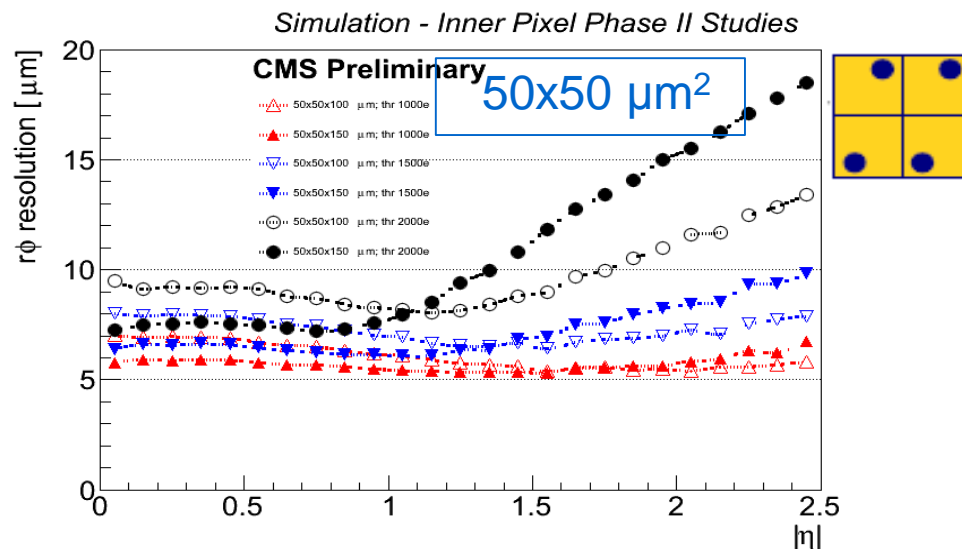 Simulation - Inner Pixel Phase II Studies
rϕ resolution [μm]
20
15
10
5
0
CMS Preliminary
50x50 μm²
50x50x100 μm; thr 1000e
50x50x150 μm; thr 1000e
50x50x100 μm; thr 1500e
50x50x150 μm; thr 1500e
50x50x100 μm; thr 2000e
50x50x150 μm; thr 2000e
0 0.5 1 1.5 2 2.5
|η|